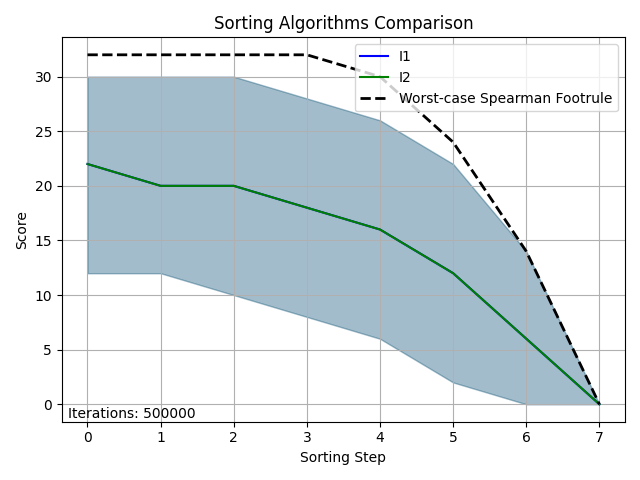 Sorting Algorithms Comparison
I1
I2
Worst-case Spearman Footrule
Score
30
25
20
15
10
5
0
Iterations: 500000
0 1 2 3 4 5 6 7
Sorting Step